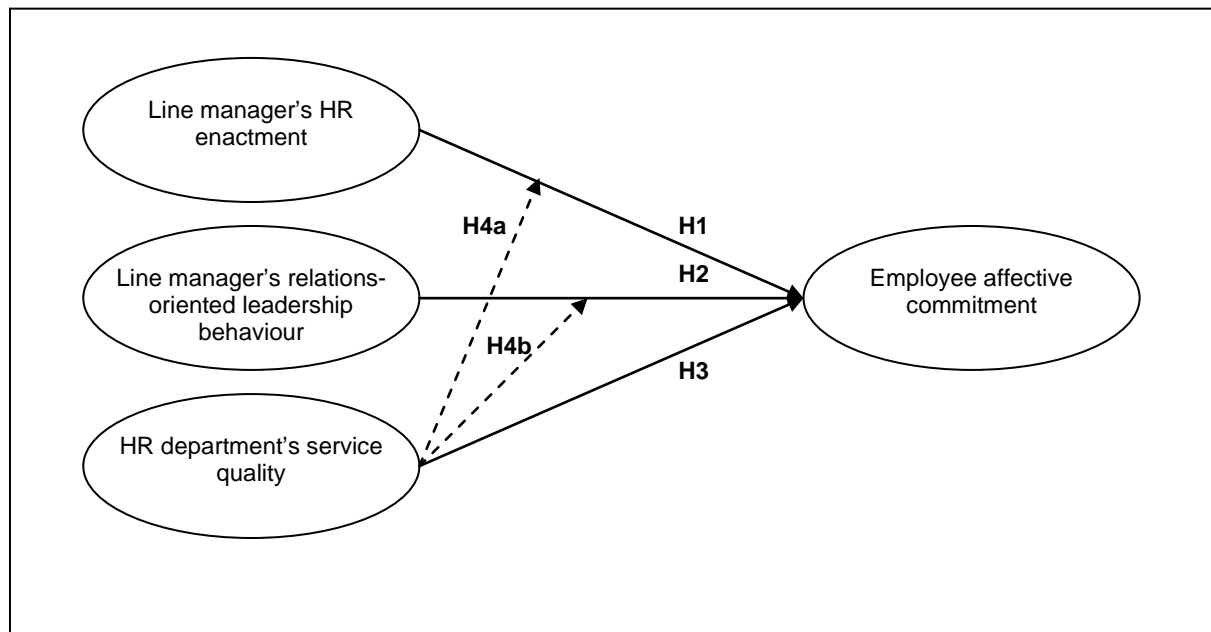 Line manager’s HR
enactment
H4a
H1
Line manager’s relations-
oriented leadership
behaviour
H2
Employee affective
commitment
H4b
H3
HR department’s service
quality